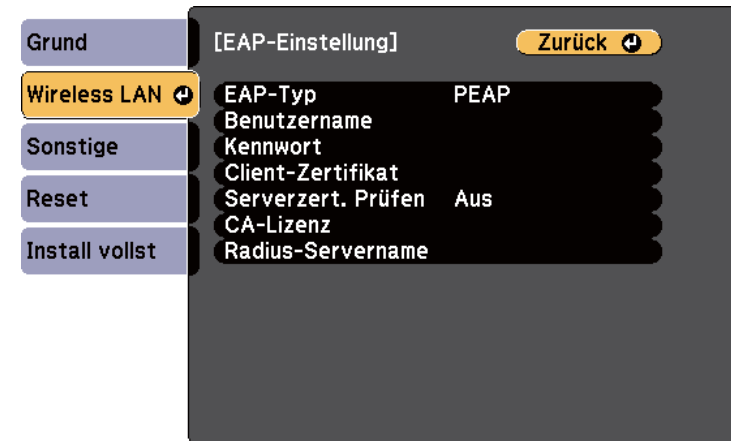 Grund
Wireless LAN
Sonstige
Reset
Install vollst
[EAP-Einstellung]
Zurück
EAP-Typ PEAP
Benutzername
Kennwort
Client-Zertifikat
Serverzert. Prüfen Aus
CA-Lizenz
Radius-Servername